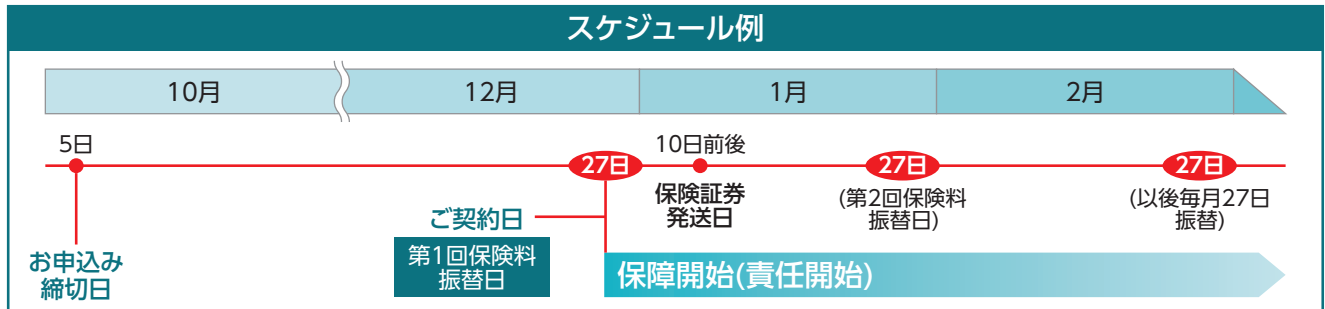 スケジュール例
10月
12月
1月
2月
5日
27日
10日前後
27日
27日
お申込み
締切日
ご契約日
第1回保険料
振替日
保険証券
発送日
(第2回保険料
振替日)
(以後毎月27日
振替)
保障開始(責任開始)